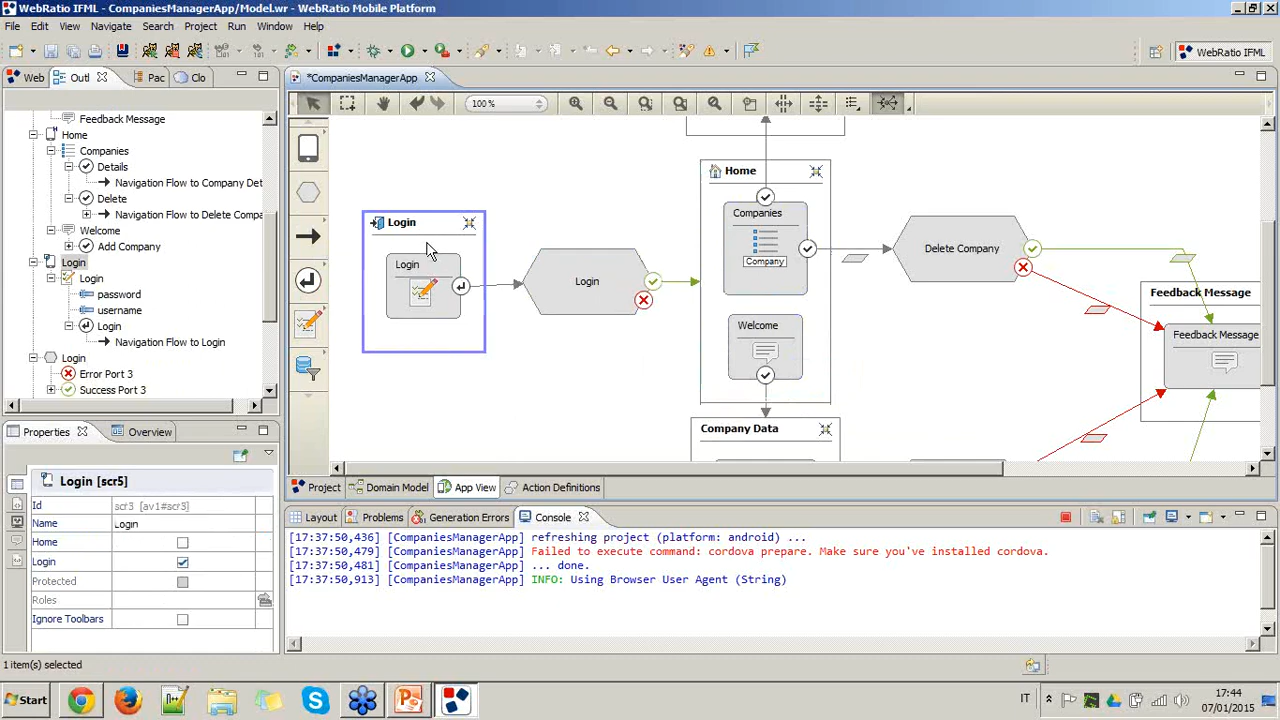 WebRatio IFML - CompaniesManagerApp/Model.wr - WebRatio Mobile Platform
File Edit View Navigate Search Project Run Window Help
WebRatio IFML
Web Outl Pac Clo
*CompaniesManagerApp
100 %
Feedback Message
Home
Companies
Details
Navigation Flow to Company Det
Delete
Navigation Flow to Delete Compa
Welcome
Add Company
Login
Login
password
username
Login
Navigation Flow to Login
Login
Error Port 3
Success Port 3
Login
Login
Login
Home
Companies
Company
Welcome
Company Data
Delete Company
Feedback Message
Feedback Message
Project Domain Model App View Action Definitions
Properties Overview
Login [scr5]
Id scr3 [av1#scr3]
Name Login
Home
Login
Protected
Roles
Ignore Toolbars
Layout Problems Generation Errors Console
[17:37:50,436] [CompaniesManagerApp] refreshing project (platform: android) ...
[17:37:50,479] [CompaniesManagerApp] Failed to execute command: cordova prepare. Make sure you've installed cordova.
[17:37:50,481] [CompaniesManagerApp] ... done.
[17:37:50,913] [CompaniesManagerApp] INFO: Using Browser User Agent (String)
1 item(s) selected
Start
IT
17:44
07/01/2015